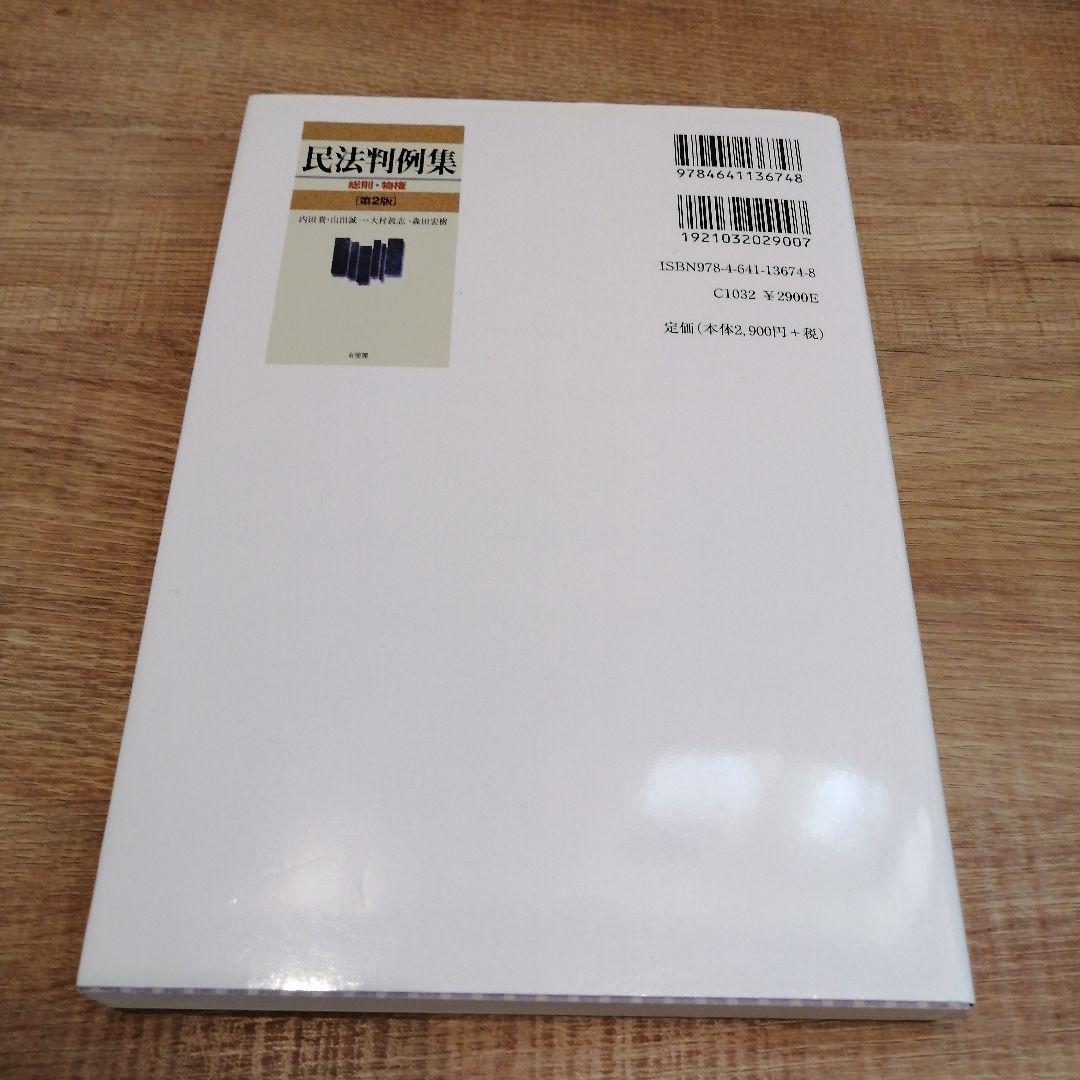 民法判例集
総則・物権
[第2版]
内田貴・山田誠一・大村敦志・森田宏樹
有斐閣
9784641136748
1921032029007
ISBN978-4-641-13674-8
C1032 ¥2900E
定価(本体2,900円+税)